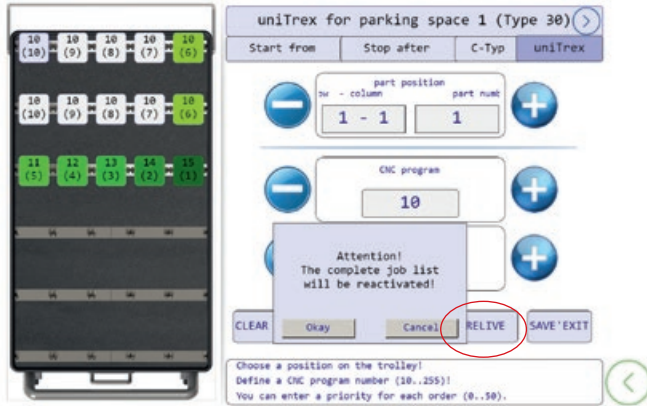 uniTrex for parking space 1 (Type 30)
Start from Stop after C-Typ uniTrex
10 10 10 10 10
(10) (9) (8) (7) (6)
10 10 10 10 10
(10) (9) (8) (7) (6)
11 12 13 14 15
(5) (4) (3) (2) (1)
part position
ow - column part numb
1 - 1 1
CNC program
10
Attention!
The complete job list
will be reactivated!
Okay Cancel
CLEAR RELIVE SAVE'EXIT
Choose a position on the trolley!
Define a CNC program number (10..255)!
You can enter a priority for each order (0..50).